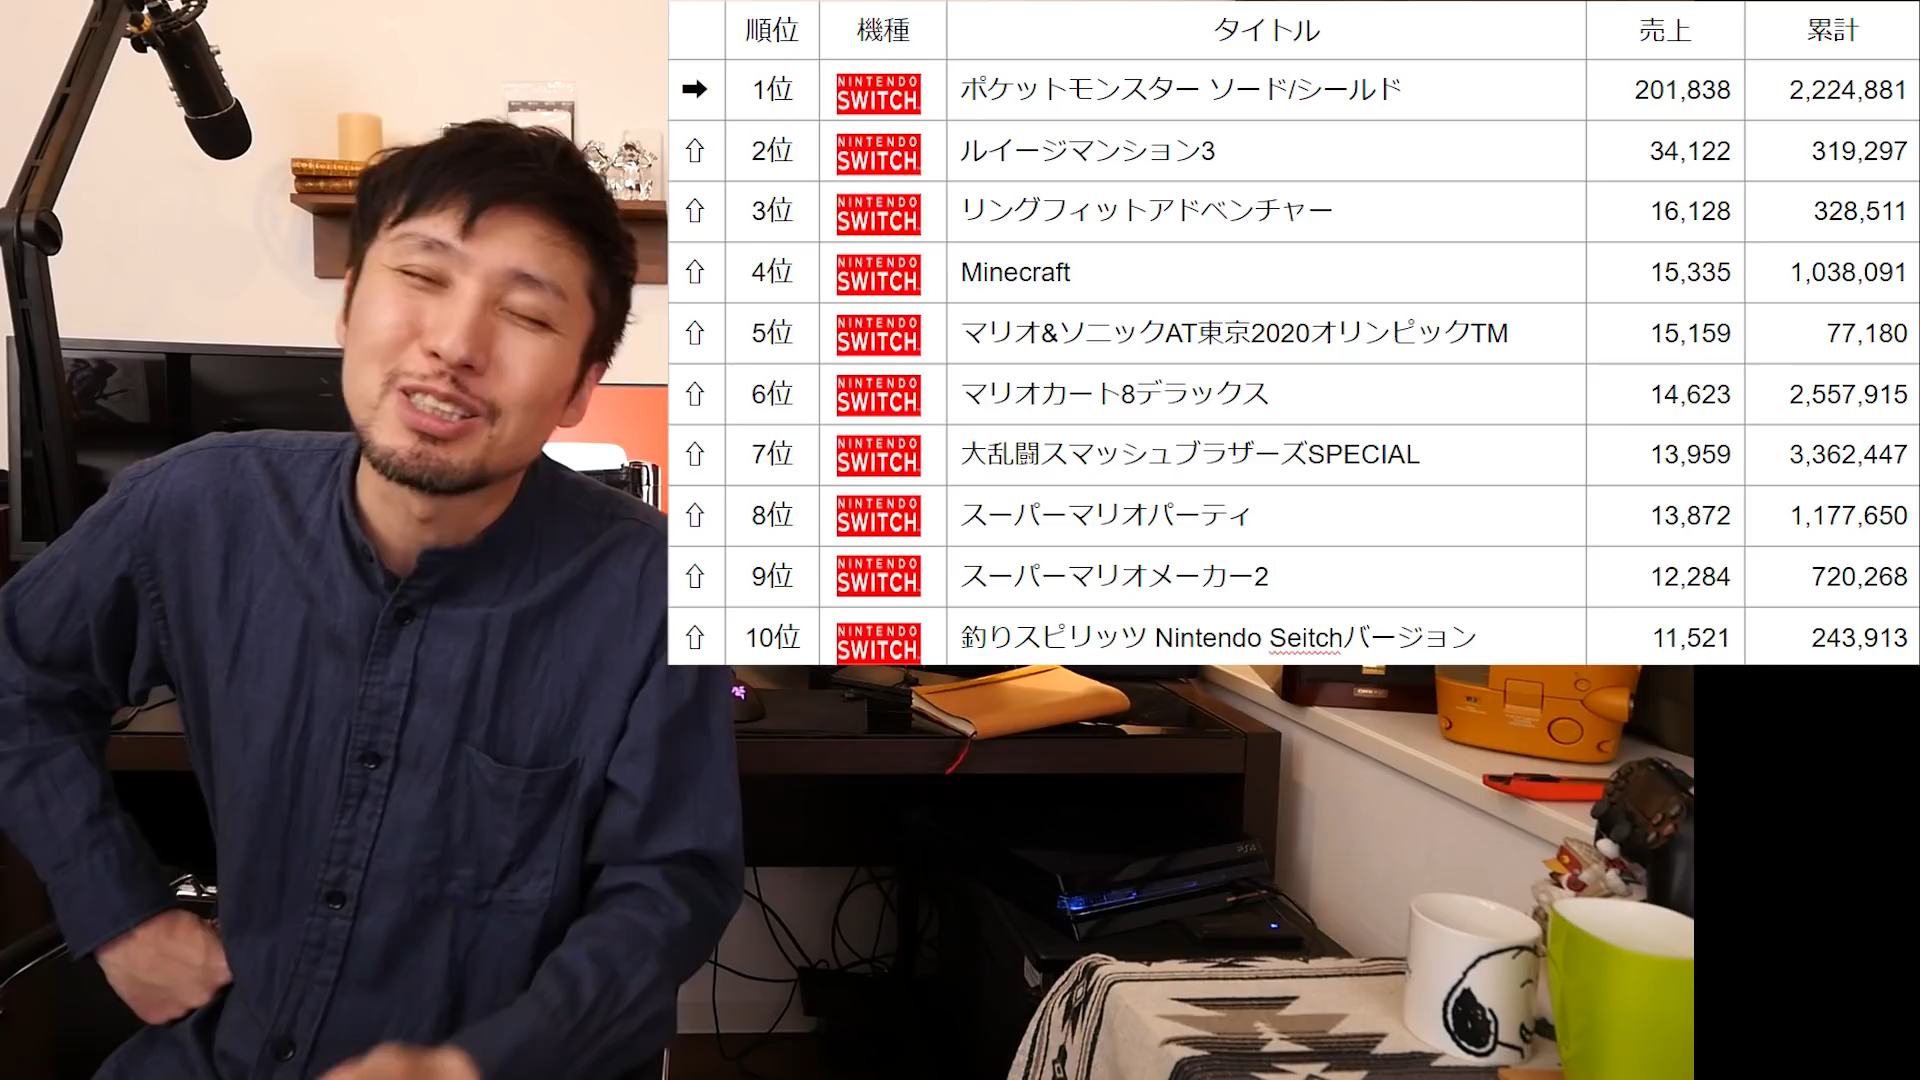 順位 機種 タイトル 売上 累計
1位 NINTENDO SWITCH ポケットモンスター ソード/シールド 201,838 2,224,881
2位 NINTENDO SWITCH ルイージマンション3 34,122 319,297
3位 NINTENDO SWITCH リングフィットアドベンチャー 16,128 328,511
4位 NINTENDO SWITCH Minecraft 15,335 1,038,091
5位 NINTENDO SWITCH マリオ&ソニックAT東京2020オリンピックTM 15,159 77,180
6位 NINTENDO SWITCH マリオカート8デラックス 14,623 2,557,915
7位 NINTENDO SWITCH 大乱闘スマッシュブラザーズSPECIAL 13,959 3,362,447
8位 NINTENDO SWITCH スーパーマリオパーティ 13,872 1,177,650
9位 NINTENDO SWITCH スーパーマリオメーカー2 12,284 720,268
10位 NINTENDO SWITCH 釣りスピリッツ Nintendo Seitchバージョン 11,521 243,913
PS4